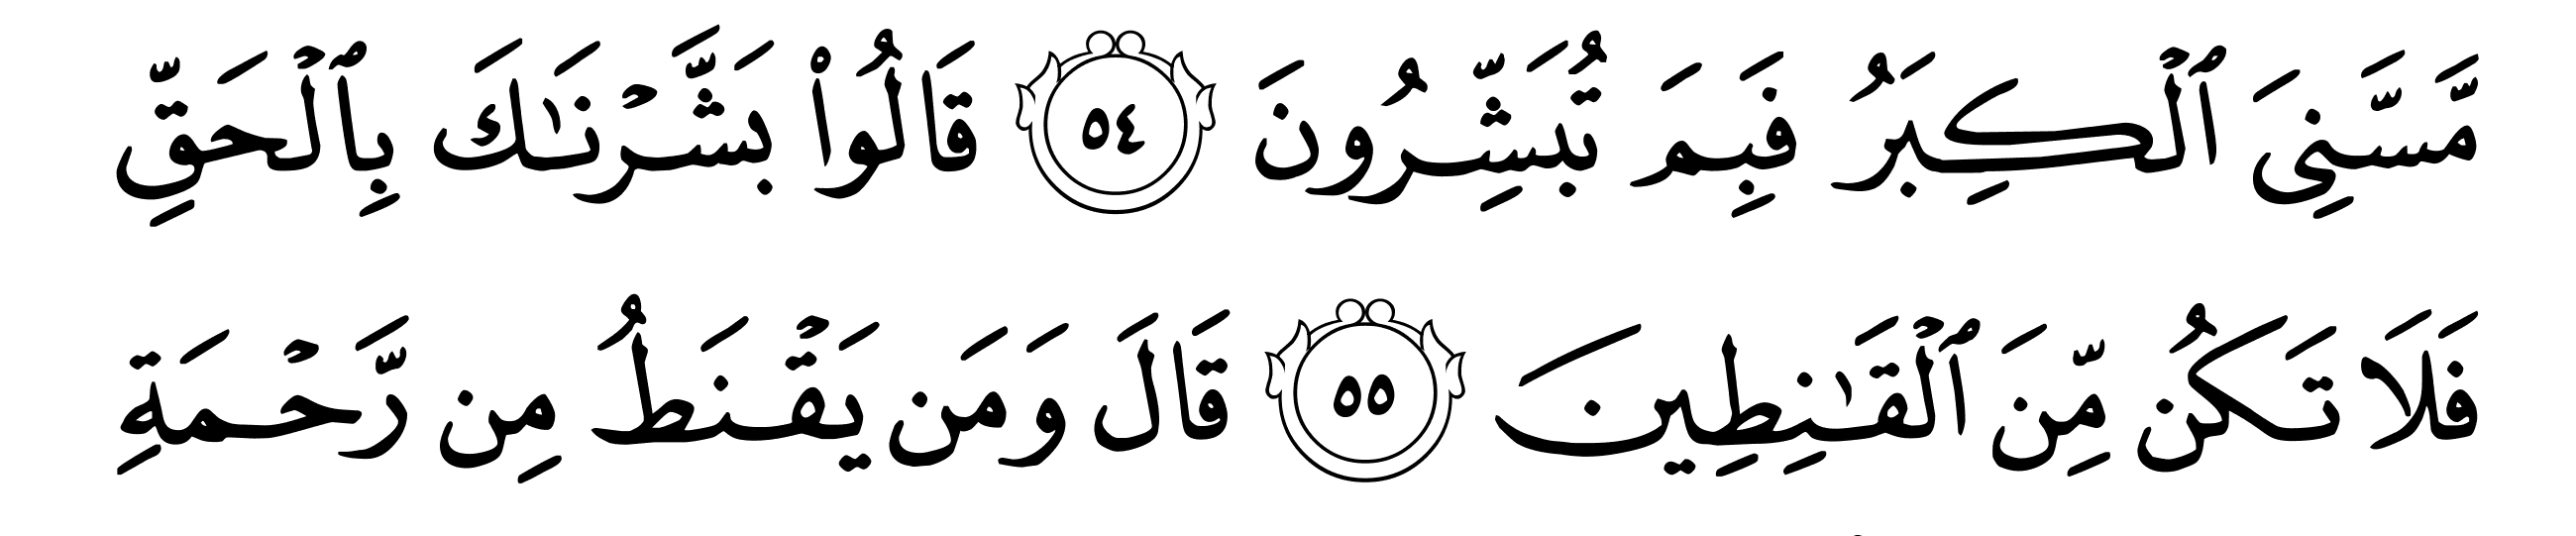 مَّسَّنِىَ ٱلْكِبَرُ فَبِمَ تُبَشِّرُونَ ٥٤ قَالُوا۟ بَشَّرْنَـٰكَ بِٱلْحَقِّ
فَلَا تَكُن مِّنَ ٱلْقَـٰنِطِينَ ٥٥ قَالَ وَمَن يَقْنَطُ مِن رَّحْمَةِ